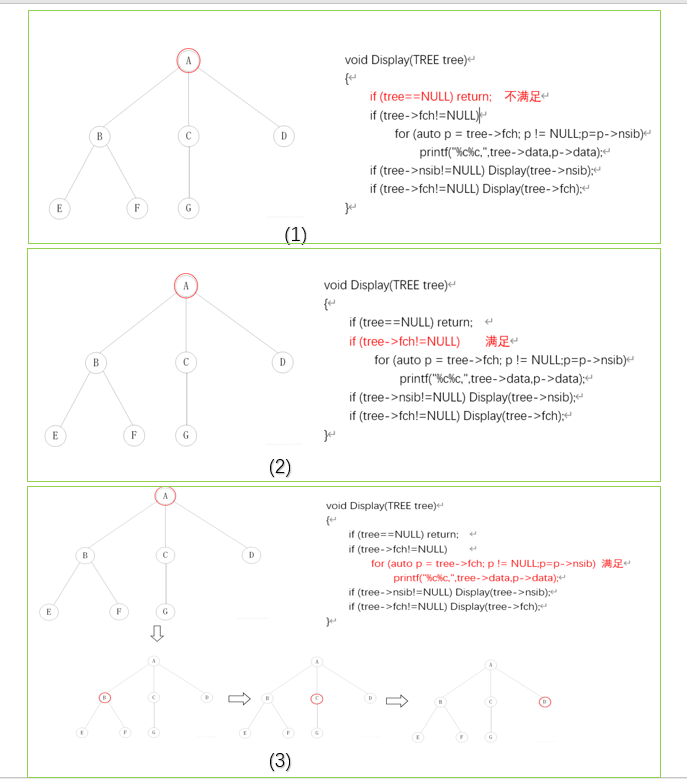 A
B C D
E F G
void Display(TREE tree)↵
{↵
if (tree==NULL) return; 不满足↵
if (tree->fch!=NULL)↵
for (auto p = tree->fch; p != NULL;p=p->nsib)↵
printf("%c%c,",tree->data,p->data);↵
if (tree->nsib!=NULL) Display(tree->nsib);↵
if (tree->fch!=NULL) Display(tree->fch);↵
}↵
(1)
A
B C D
E F G
void Display(TREE tree)↵
{↵
if (tree==NULL) return; ↵
if (tree->fch!=NULL) 满足↵
for (auto p = tree->fch; p != NULL;p=p->nsib)↵
printf("%c%c,",tree->data,p->data);↵
if (tree->nsib!=NULL) Display(tree->nsib);↵
if (tree->fch!=NULL) Display(tree->fch);↵
}↵
(2)
A
B C D
E F G
void Display(TREE tree)↵
{↵
if (tree==NULL) return; ↵
if (tree->fch!=NULL) ↵
for (auto p = tree->fch; p != NULL;p=p->nsib) 满足↵
printf("%c%c,",tree->data,p->data);↵
if (tree->nsib!=NULL) Display(tree->nsib);↵
if (tree->fch!=NULL) Display(tree->fch);↵
}↵
A
B C D
E F G
A
B C D
E F G
A
B C D
E F G
(3)